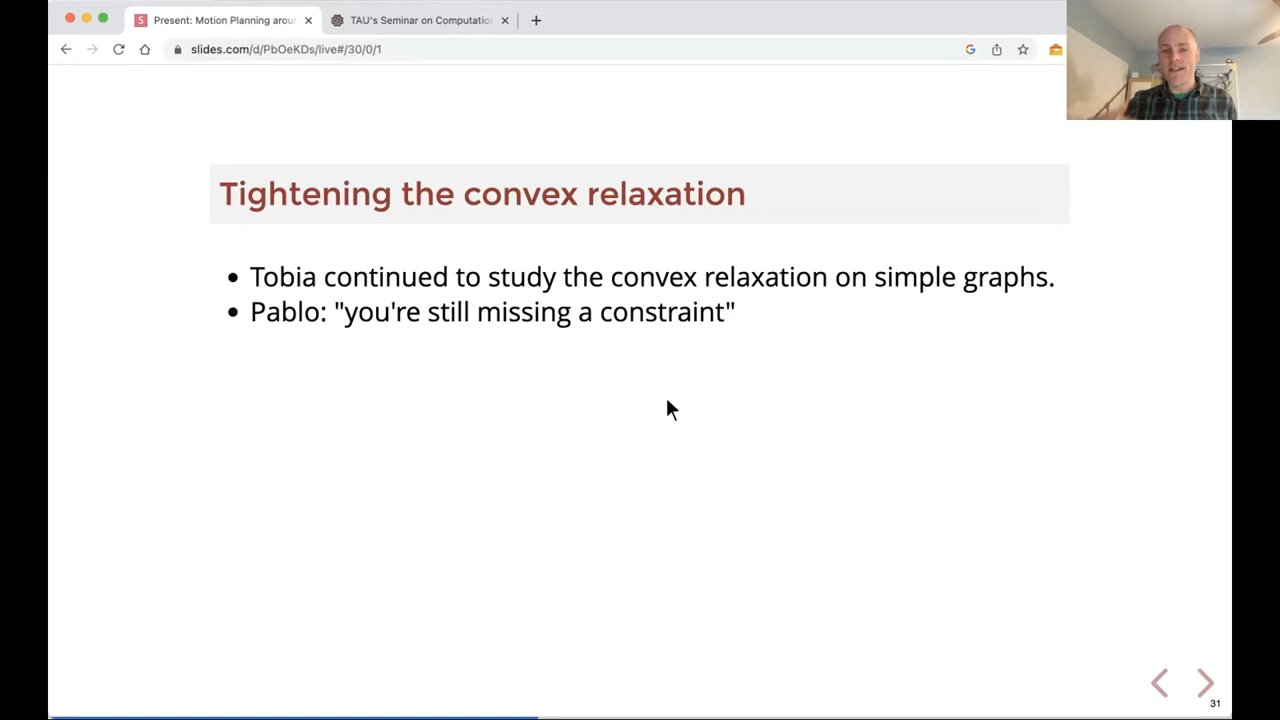 Present: Motion Planning arou
TAU's Seminar on Computatio
slides.com/d/PbOeKDs/live#/30/0/1
Tightening the convex relaxation
• Tobia continued to study the convex relaxation on simple graphs.
• Pablo: "you're still missing a constraint"
31